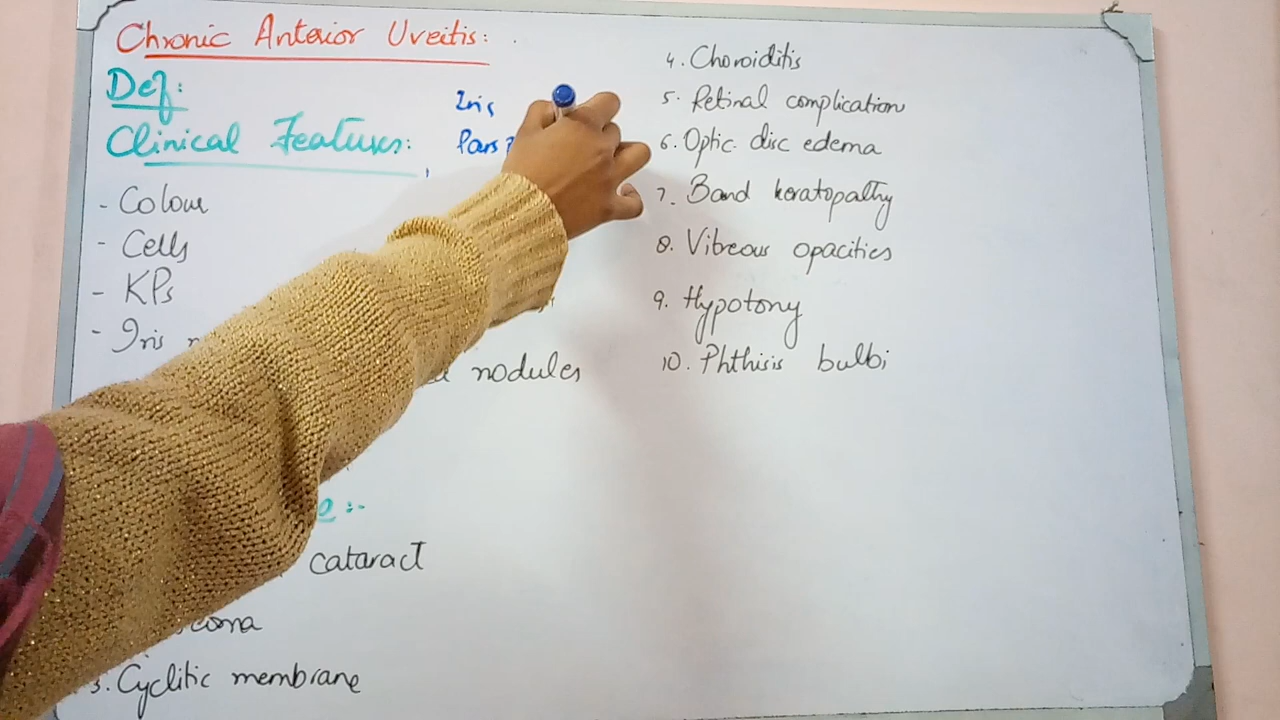 Chronic Anterior Uveitis:
Def:
Clinical Features:
Iris
Pars
- Colour
- Cells
- KPs
- Iris
nodules
:-
cataract
3. Cyclitic membrane
4. Choroiditis
5. Retinal complication
6. Optic disc edema
7. Band keratopathy
8. Vitreous opacities
9. Hypotony
10. Phthisis bulbi